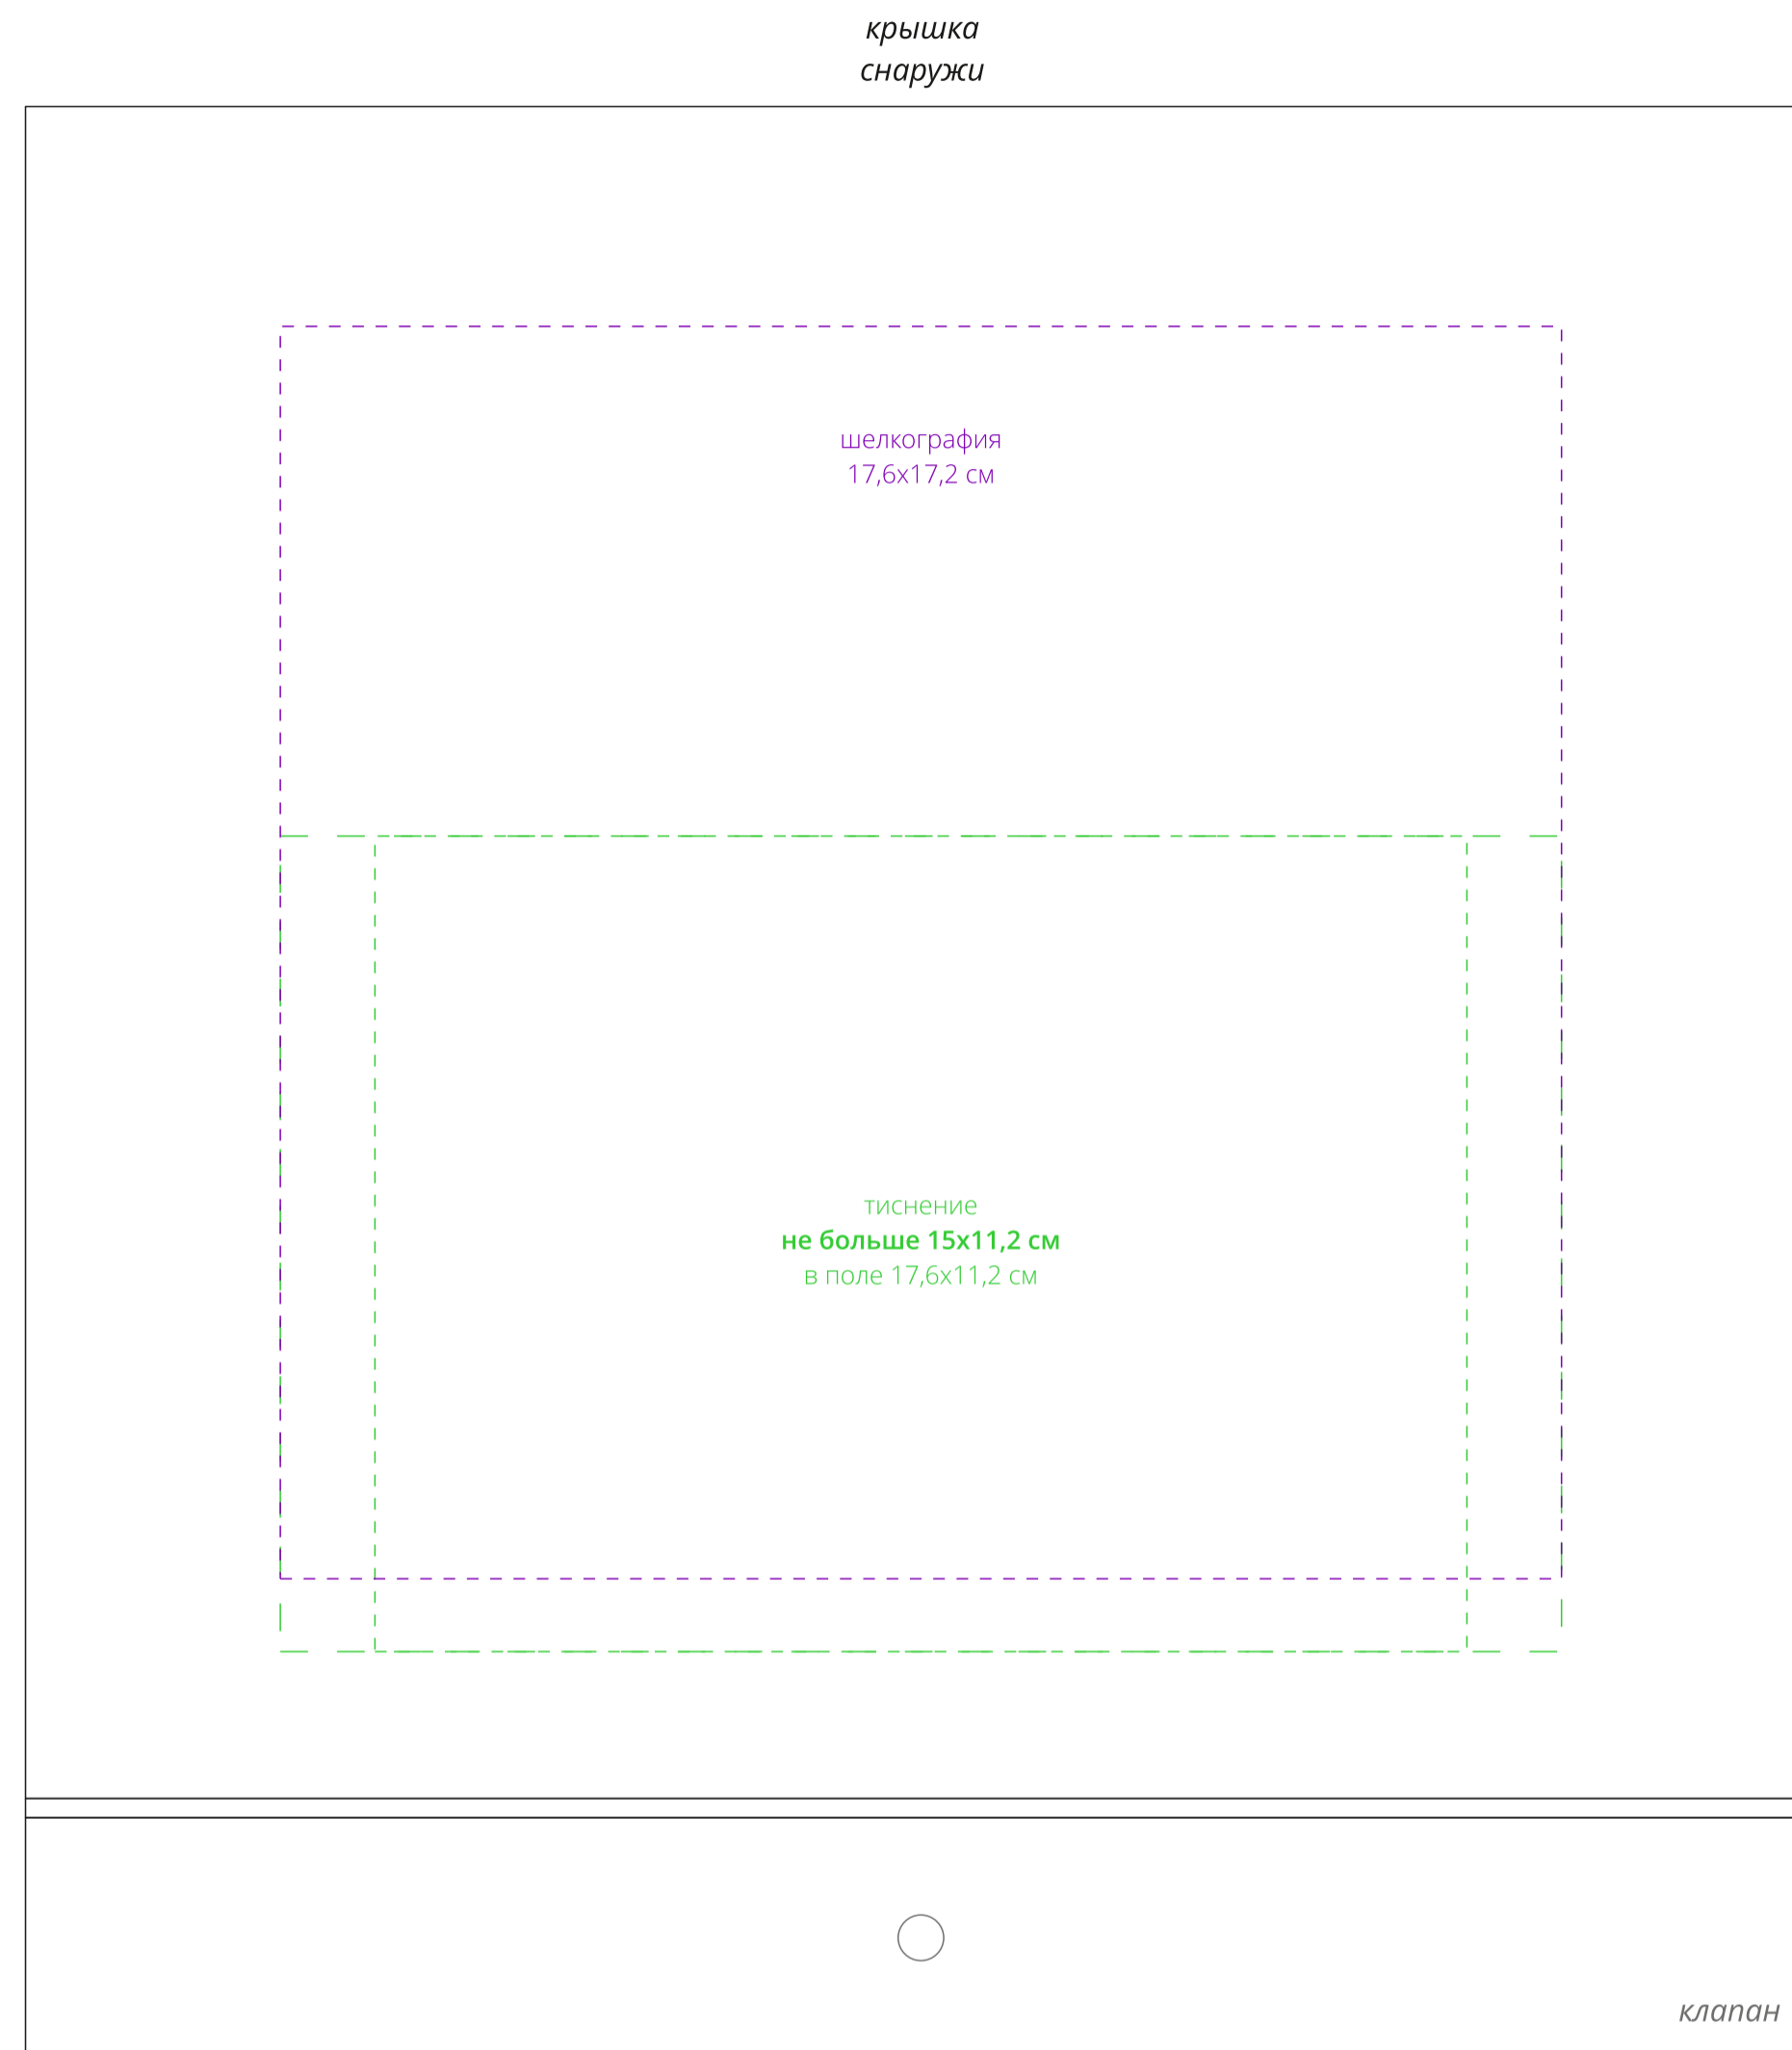 крышка
снаружи
шелкография
17,6х17,2 см
тиснение
не больше 15х11,2 см
в поле 17,6х11,2 см
клапан